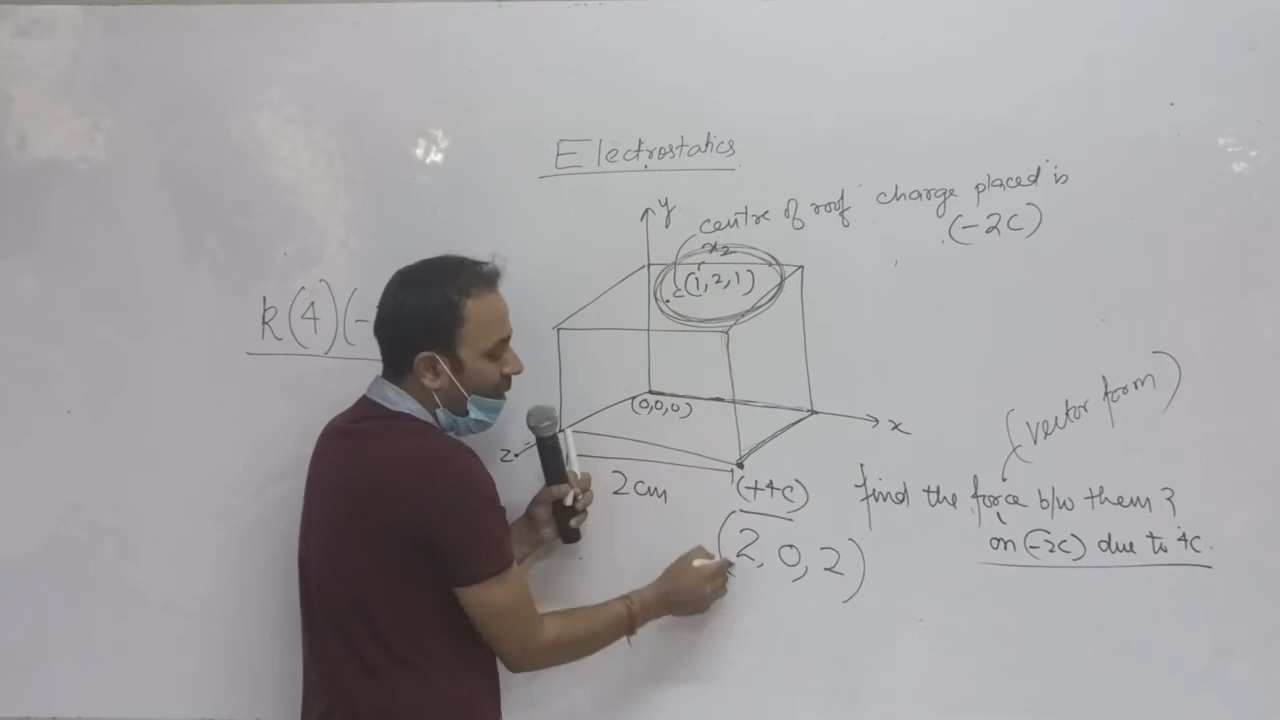 Electrostatics
y
centre of roof charge placed is
(-2C)
x2
C(1,2,1)
k(4)(-
(0,0,0)
x
z
2cm
(+4C)
(2,0,2)
(vector form)
find the force b/w them?
on (-2C) due to 4C.